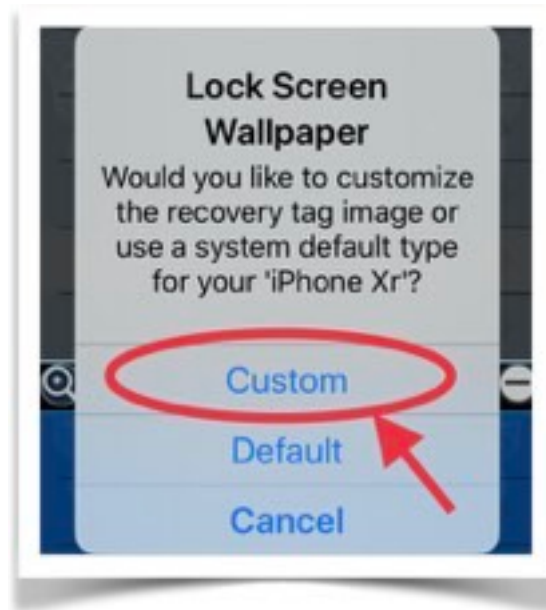 Lock Screen
Wallpaper
Would you like to customize
the recovery tag image or
use a system default type
for your 'iPhone Xr'?
Custom
Default
Cancel